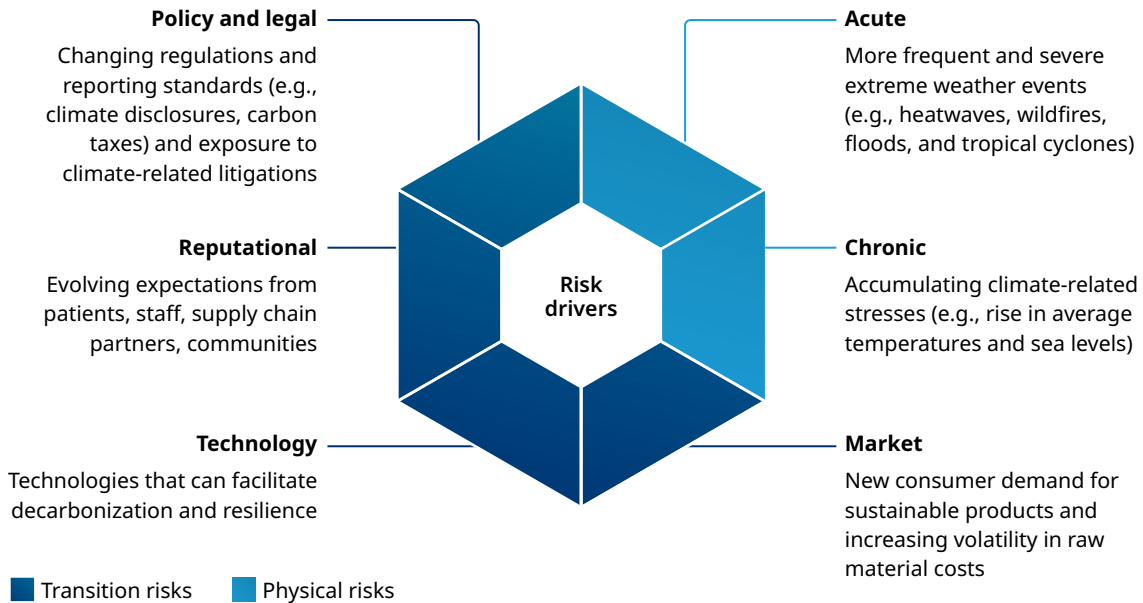 Policy and legal
Changing regulations and
reporting standards (e.g.,
climate disclosures, carbon
taxes) and exposure to
climate-related litigations
Reputational
Evolving expectations from
patients, staff, supply chain
partners, communities
Technology
Technologies that can facilitate
decarbonization and resilience
Risk
drivers
Acute
More frequent and severe
extreme weather events
(e.g., heatwaves, wildfires,
floods, and tropical cyclones)
Chronic
Accumulating climate-related
stresses (e.g., rise in average
temperatures and sea levels)
Market
New consumer demand for
sustainable products and
increasing volatility in raw
material costs
Transition risks
Physical risks